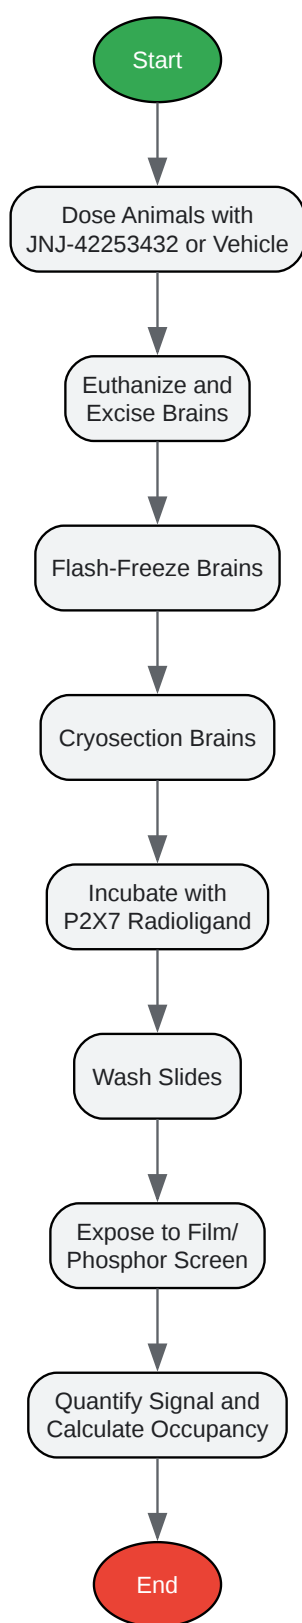 Start
Dose Animals with
JNJ-42253432 or Vehicle
Euthanize and
Excise Brains
Flash-Freeze Brains
Cryosection Brains
Incubate with
P2X7 Radioligand
Wash Slides
Expose to Film/
Phosphor Screen
Quantify Signal and
Calculate Occupancy
End